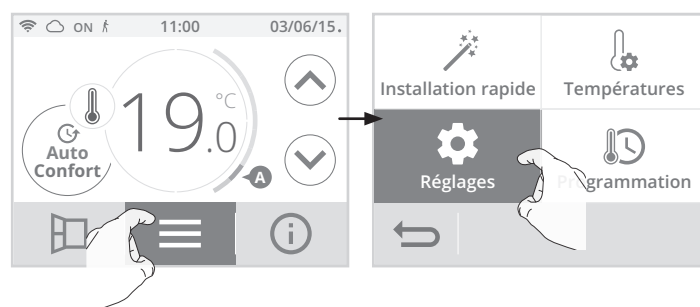 ON 11:00 03/06/15.
19.0 °C
Auto
Confort
A
Installation rapide Températures
Réglages Programmation